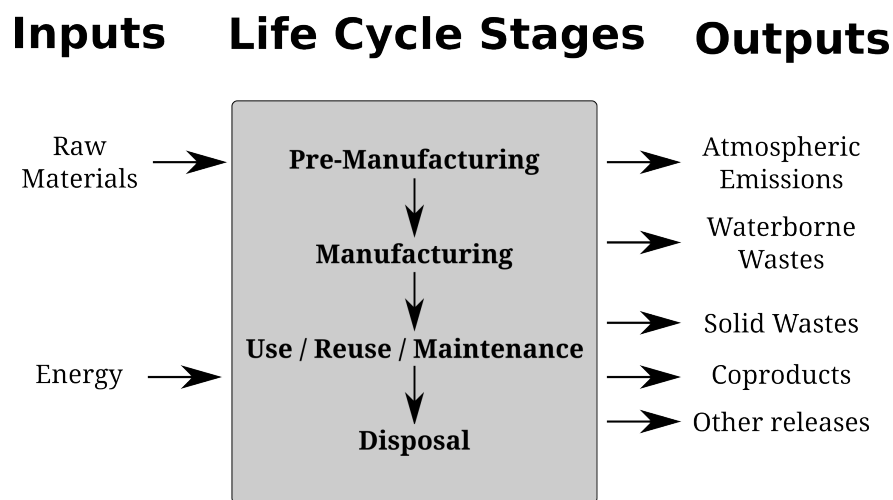 Inputs
Life Cycle Stages
Outputs
Raw
Materials
Energy
Pre-Manufacturing
Manufacturing
Use / Reuse / Maintenance
Disposal
Atmospheric
Emissions
Waterborne
Wastes
Solid Wastes
Coproducts
Other releases